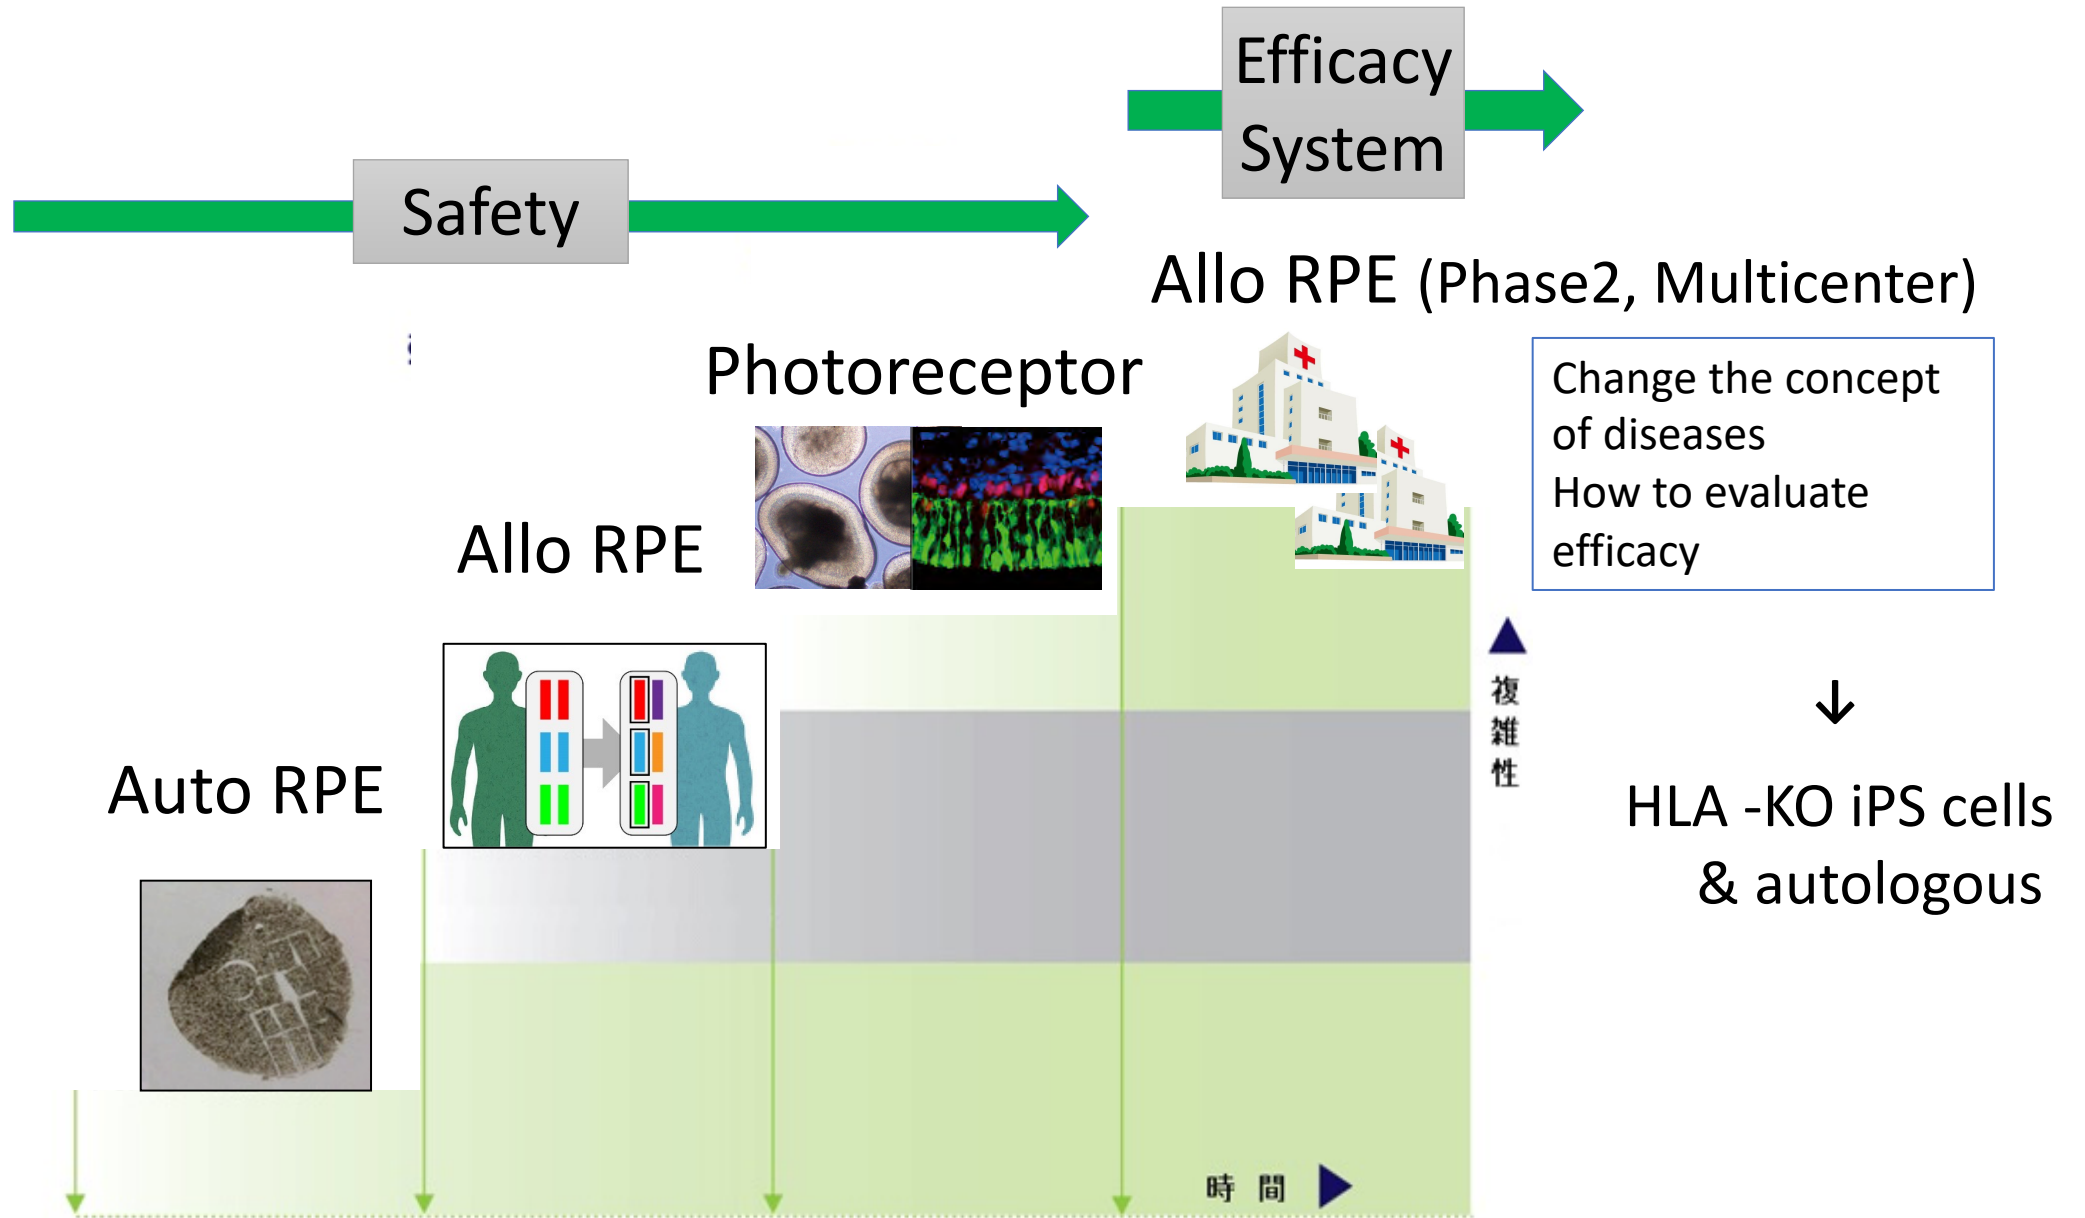 Efficacy
System
Safety
Allo RPE (Phase2, Multicenter)
Photoreceptor
Change the concept
of diseases
How to evaluate
efficacy
Allo RPE
複雑性
↓
Auto RPE
HLA -KO iPS cells
& autologous
時間